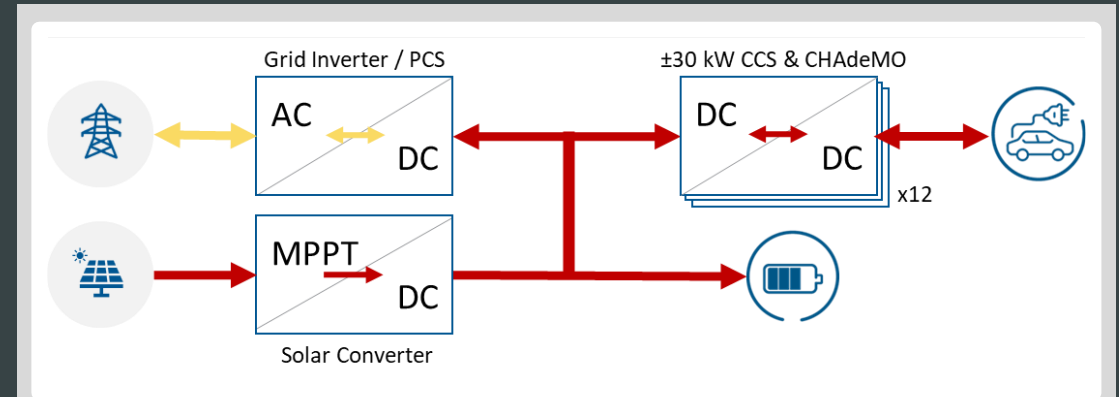 Grid Inverter / PCS
±30 kW CCS & CHAdeMO
AC
DC
DC
DC
x12
MPPT
DC
Solar Converter